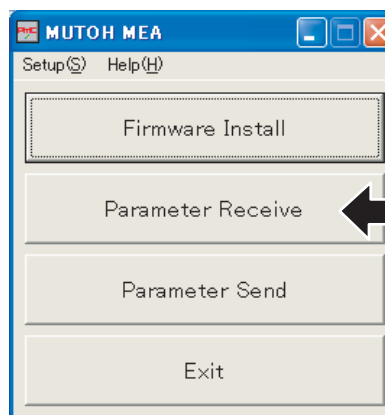 MUTOH MEA
Setup(S) Help(H)
Firmware Install
Parameter Receive
Parameter Send
Exit